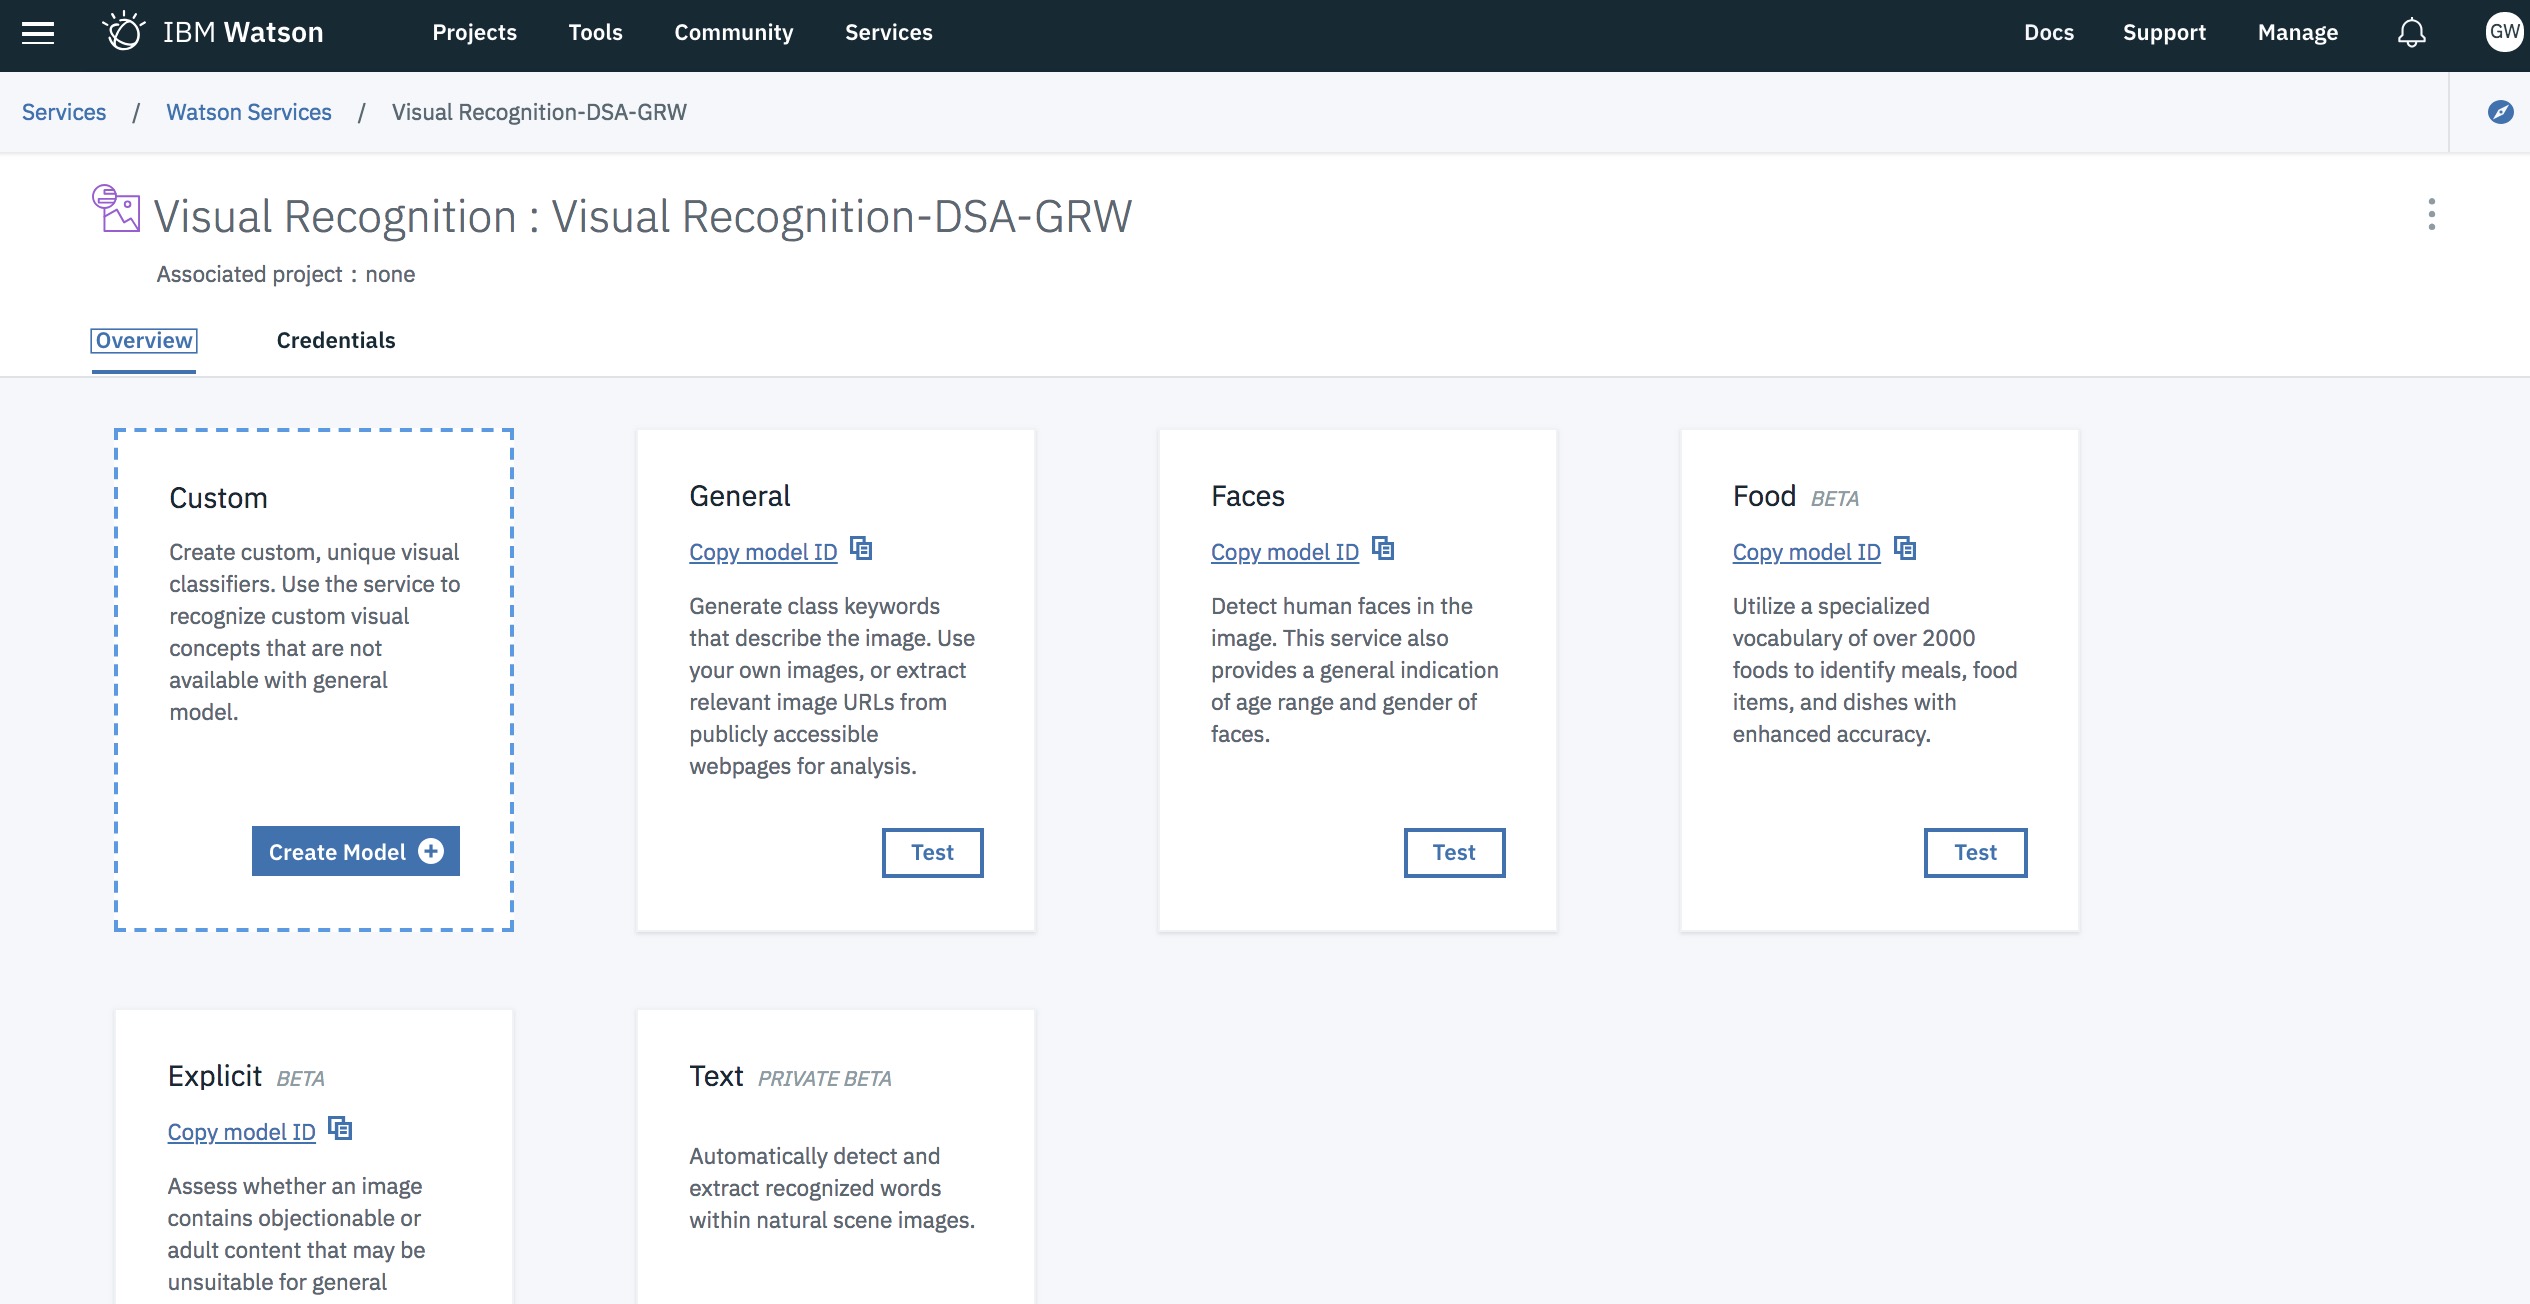 IBM Watson Projects Tools Community Services Docs Support Manage GW
Services / Watson Services / Visual Recognition-DSA-GRW
Visual Recognition : Visual Recognition-DSA-GRW
Associated project : none
Overview Credentials
Custom
Create custom, unique visual
classifiers. Use the service to
recognize custom visual
concepts that are not
available with general
model.
Create Model
General
Copy model ID
Generate class keywords
that describe the image. Use
your own images, or extract
relevant image URLs from
publicly accessible
webpages for analysis.
Test
Faces
Copy model ID
Detect human faces in the
image. This service also
provides a general indication
of age range and gender of
faces.
Test
Food BETA
Copy model ID
Utilize a specialized
vocabulary of over 2000
foods to identify meals, food
items, and dishes with
enhanced accuracy.
Test
Explicit BETA
Copy model ID
Assess whether an image
contains objectionable or
adult content that may be
unsuitable for general
Text PRIVATE BETA
Automatically detect and
extract recognized words
within natural scene images.